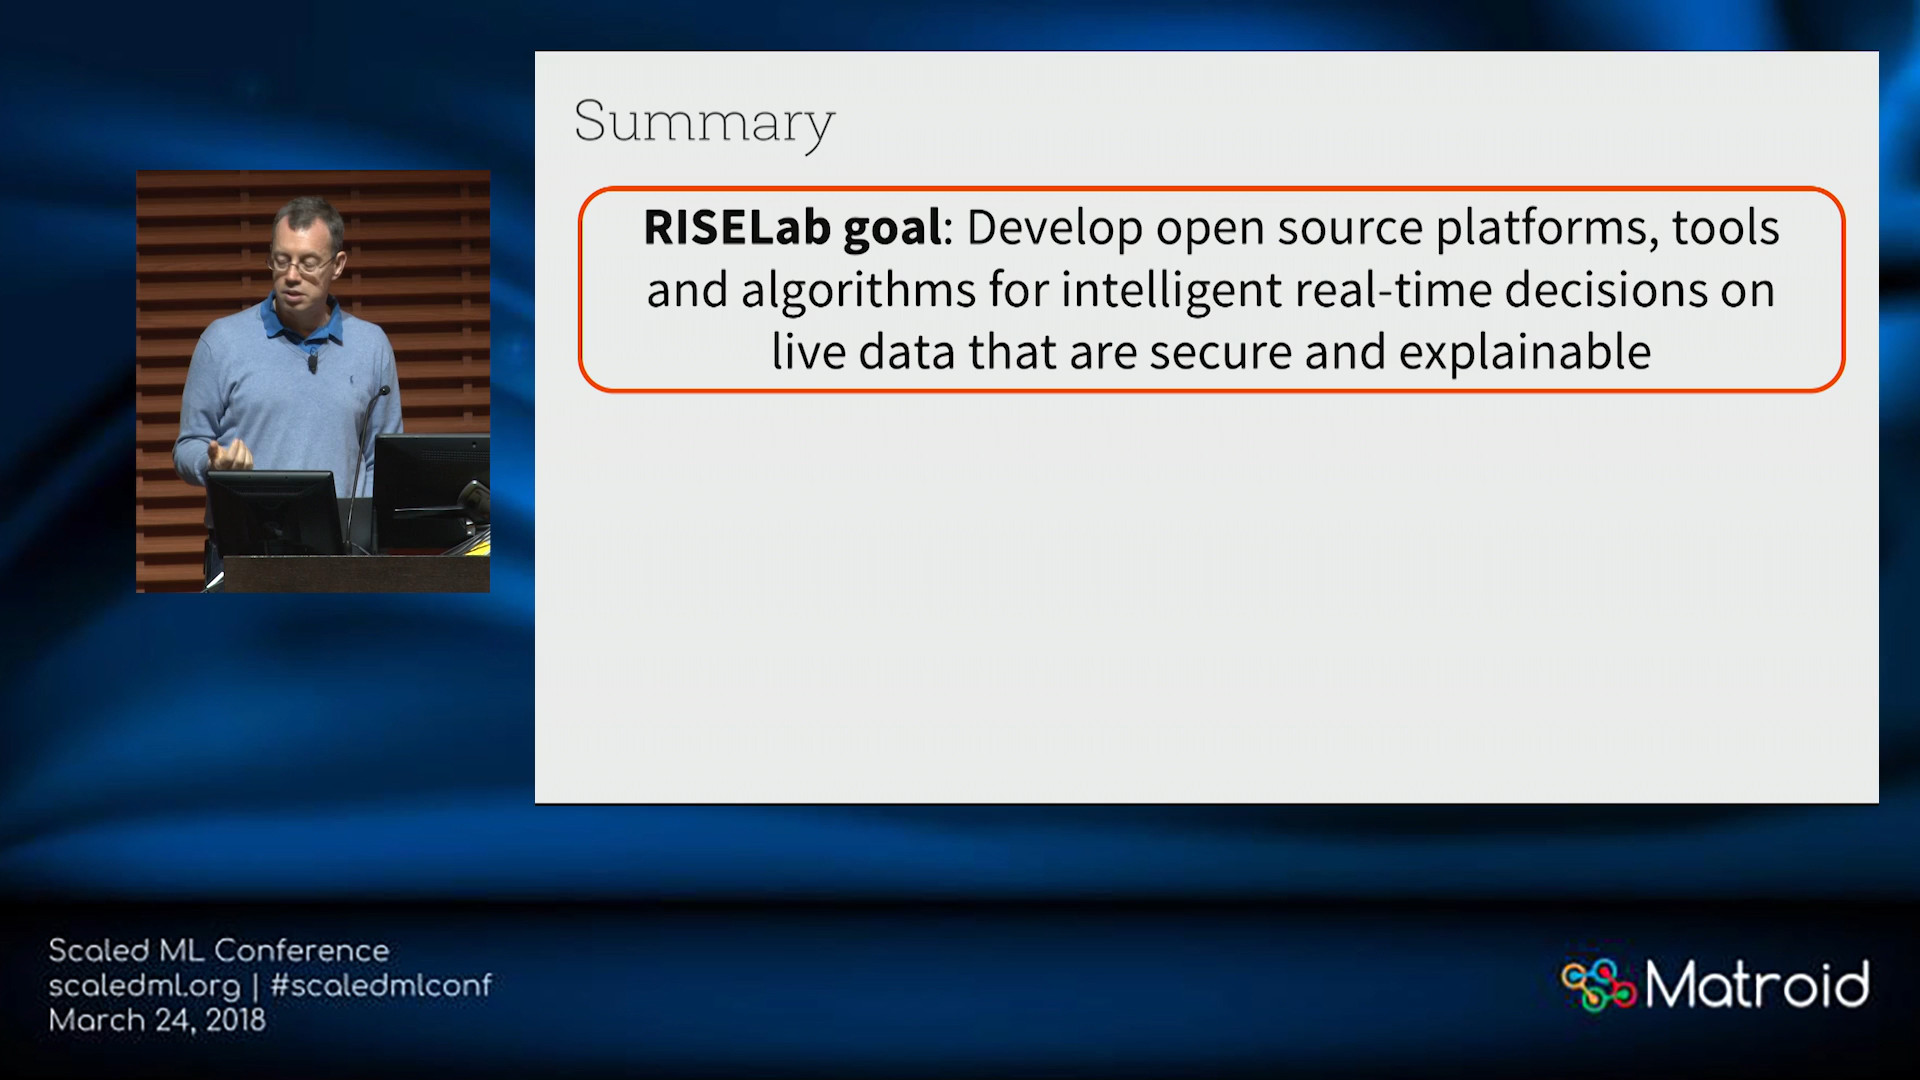 Summary
RISELab goal: Develop open source platforms, tools
and algorithms for intelligent real-time decisions on
live data that are secure and explainable
Scaled ML Conference
scaledml.org | #scaledmlconf
March 24, 2018
Matroid